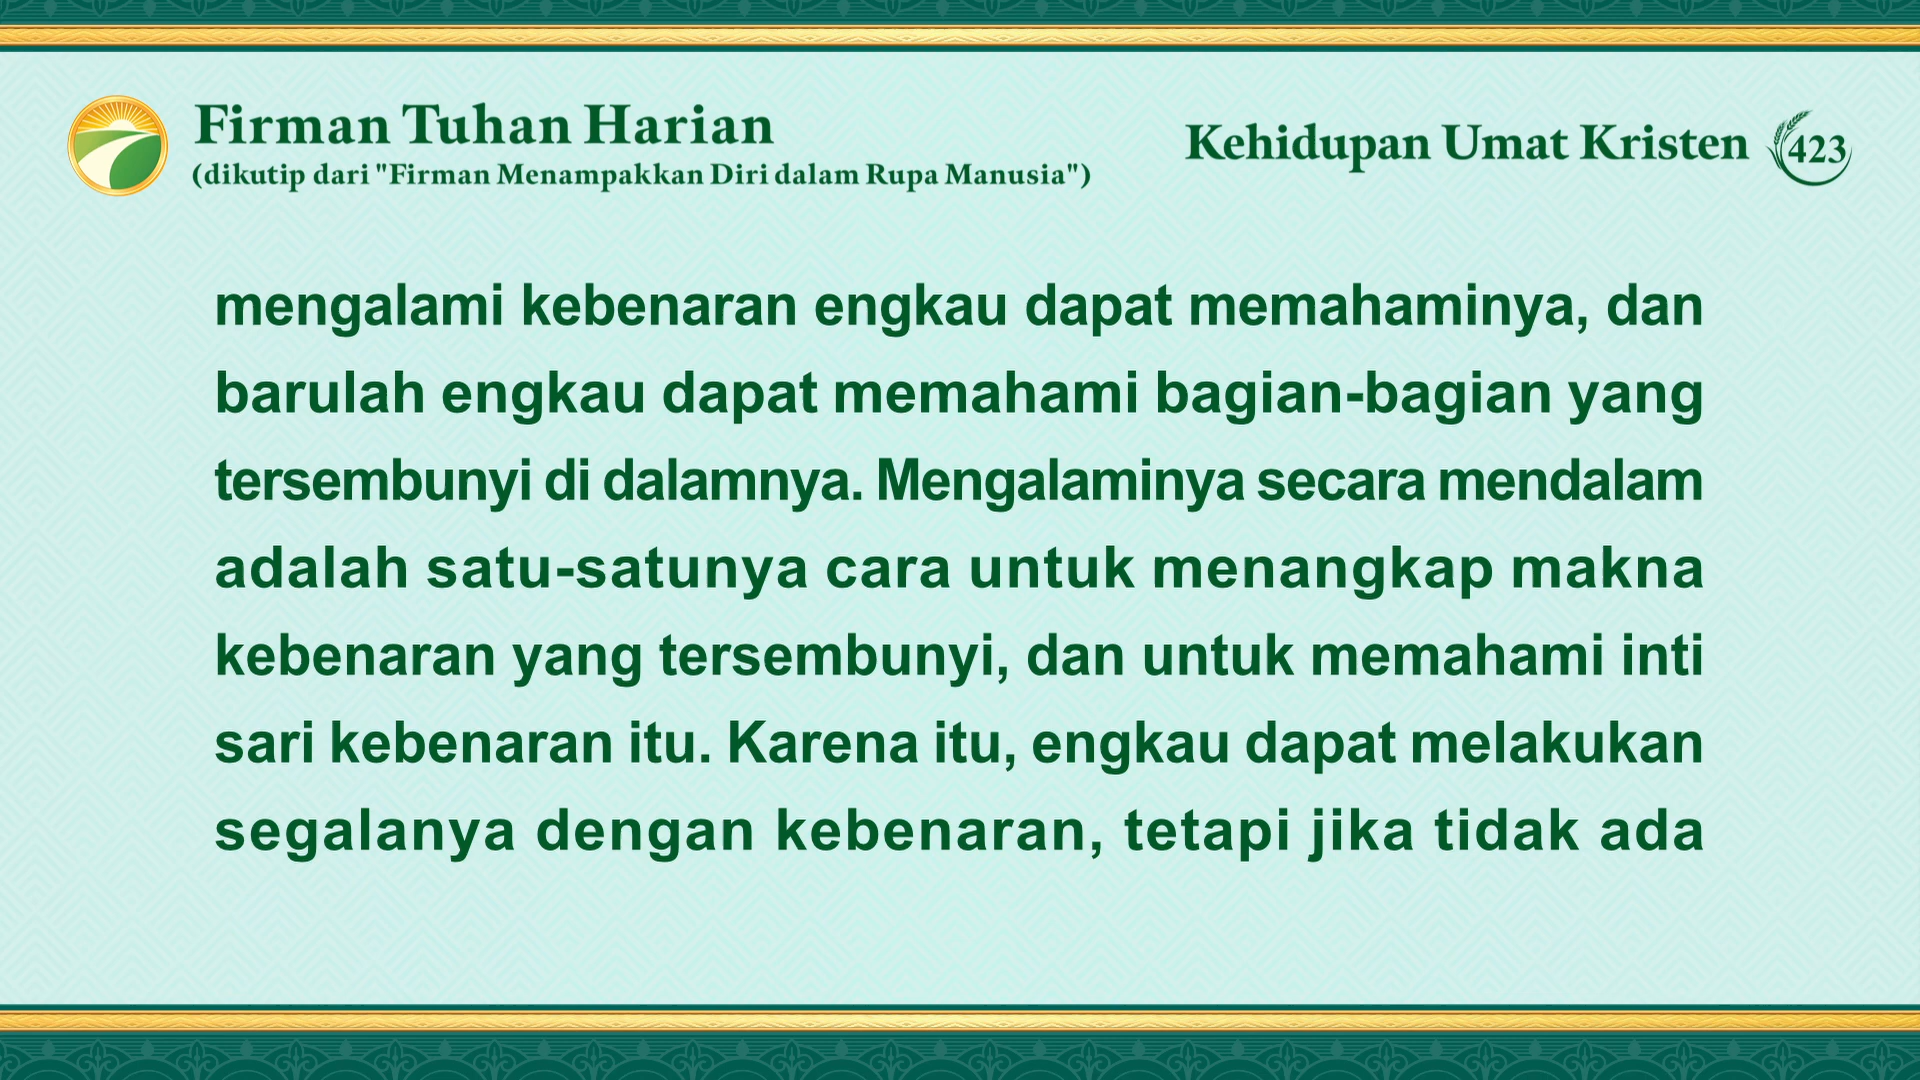 Firman Tuhan Harian
(dikutip dari "Firman Menampakkan Diri dalam Rupa Manusia")
Kehidupan Umat Kristen 423
mengalami kebenaran engkau dapat memahaminya, dan
barulah engkau dapat memahami bagian-bagian yang
tersembunyi di dalamnya. Mengalaminya secara mendalam
adalah satu-satunya cara untuk menangkap makna
kebenaran yang tersembunyi, dan untuk memahami inti
sari kebenaran itu. Karena itu, engkau dapat melakukan
segalanya dengan kebenaran, tetapi jika tidak ada